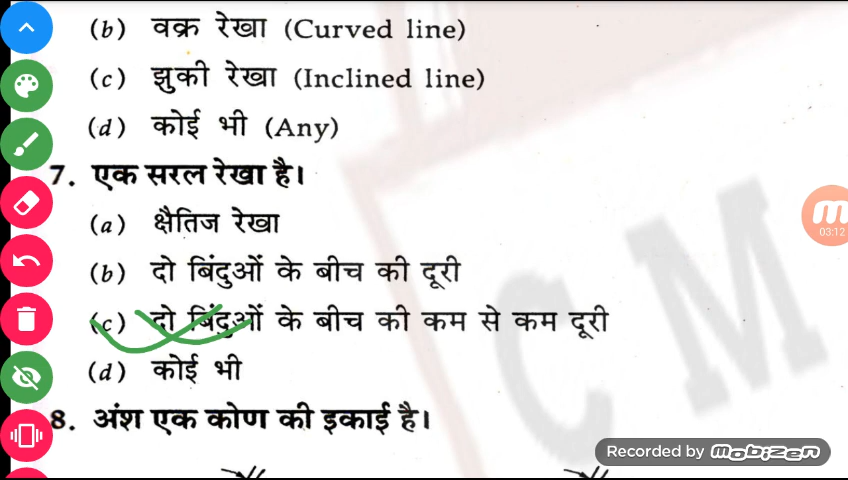 (b) वक्र रेखा (Curved line)
(c) झुकी रेखा (Inclined line)
(d) कोई भी (Any)
7. एक सरल रेखा है।
(a) क्षैतिज रेखा
(b) दो बिंदुओं के बीच की दूरी
(c) दो बिंदुओं के बीच की कम से कम दूरी
(d) कोई भी
8. अंश एक कोण की इकाई है।
C M
03:12
Recorded by mobizen